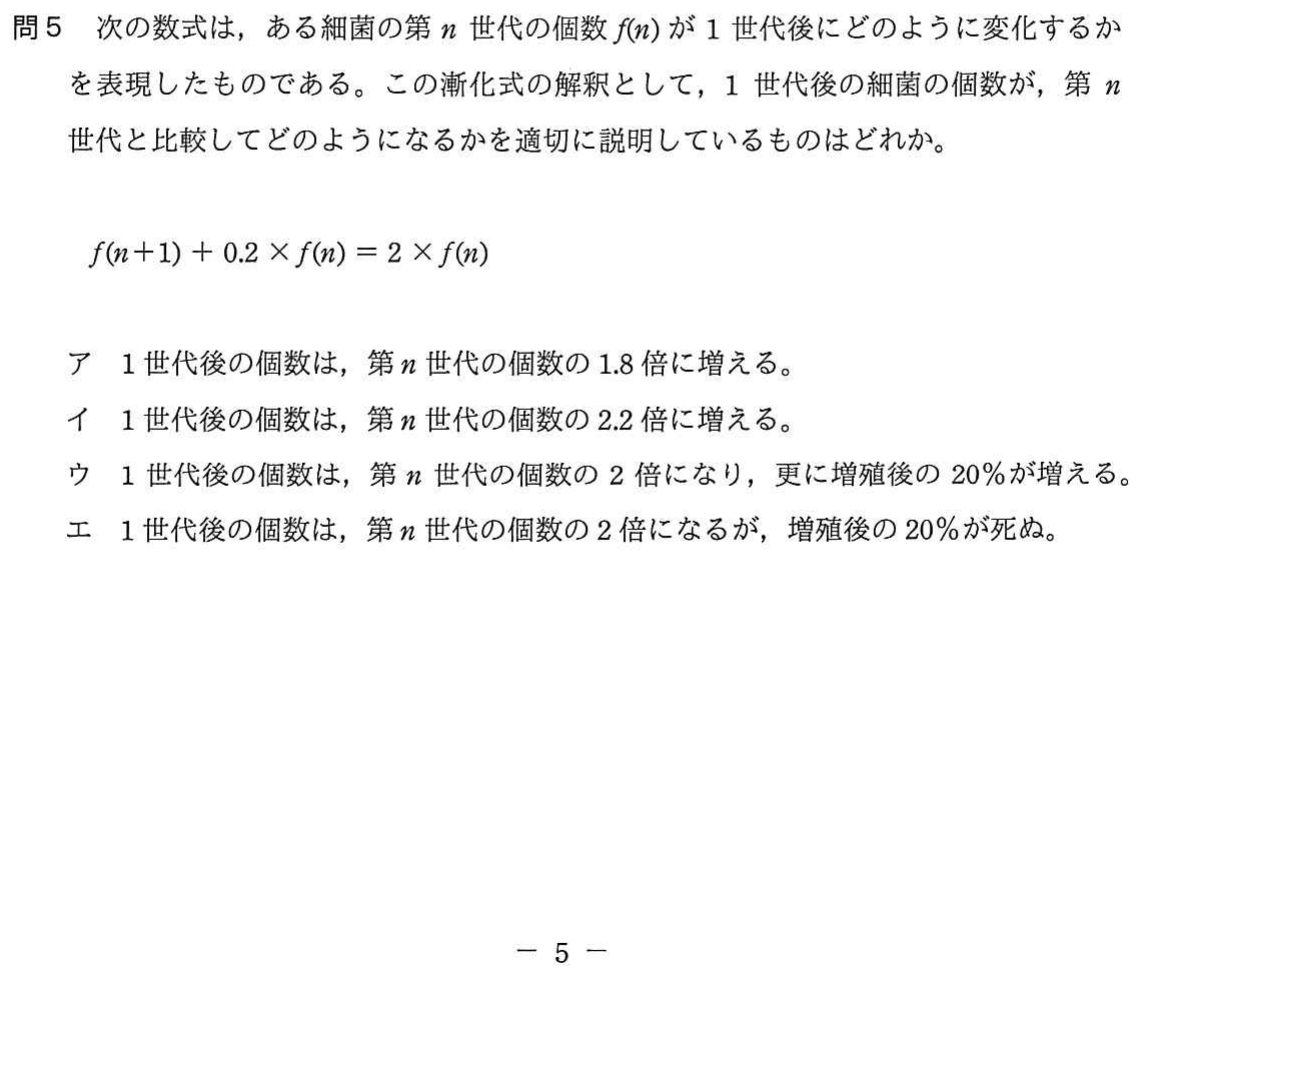 問5 次の数式は，ある細菌の第 n 世代の個数 f(n) が 1 世代後にどのように変化するか
を表現したものである。この漸化式の解釈として，1 世代後の細菌の個数が，第 n
世代と比較してどのようになるかを適切に説明しているものはどれか。
f(n+1) + 0.2 × f(n) = 2 × f(n)
ア 1 世代後の個数は，第 n 世代の個数の 1.8 倍に増える。
イ 1 世代後の個数は，第 n 世代の個数の 2.2 倍に増える。
ウ 1 世代後の個数は，第 n 世代の個数の 2 倍になり，更に増殖後の 20％が増える。
エ 1 世代後の個数は，第 n 世代の個数の 2 倍になるが，増殖後の 20％が死ぬ。
－ 5 －